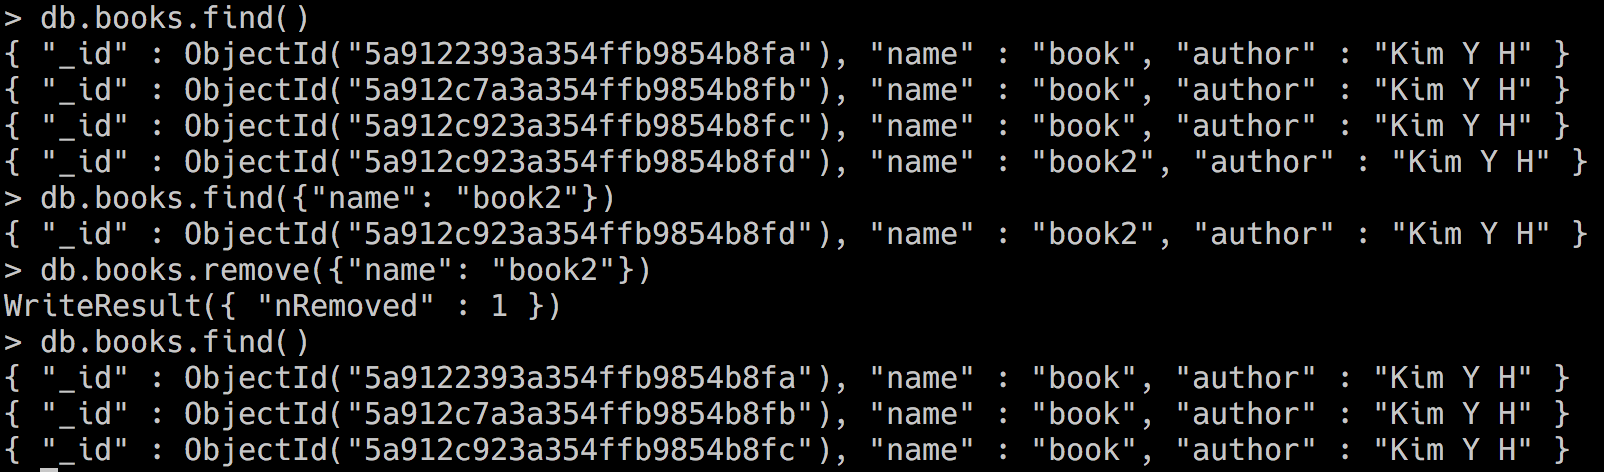 > db.books.find()
{ "_id" : ObjectId("5a9122393a354ffb9854b8fa"), "name" : "book", "author" : "Kim Y H" }
{ "_id" : ObjectId("5a912c7a3a354ffb9854b8fb"), "name" : "book", "author" : "Kim Y H" }
{ "_id" : ObjectId("5a912c923a354ffb9854b8fc"), "name" : "book", "author" : "Kim Y H" }
{ "_id" : ObjectId("5a912c923a354ffb9854b8fd"), "name" : "book2", "author" : "Kim Y H" }
> db.books.find({"name": "book2"})
{ "_id" : ObjectId("5a912c923a354ffb9854b8fd"), "name" : "book2", "author" : "Kim Y H" }
> db.books.remove({"name": "book2"})
WriteResult({ "nRemoved" : 1 })
> db.books.find()
{ "_id" : ObjectId("5a9122393a354ffb9854b8fa"), "name" : "book", "author" : "Kim Y H" }
{ "_id" : ObjectId("5a912c7a3a354ffb9854b8fb"), "name" : "book", "author" : "Kim Y H" }
{ "_id" : ObjectId("5a912c923a354ffb9854b8fc"), "name" : "book", "author" : "Kim Y H" }